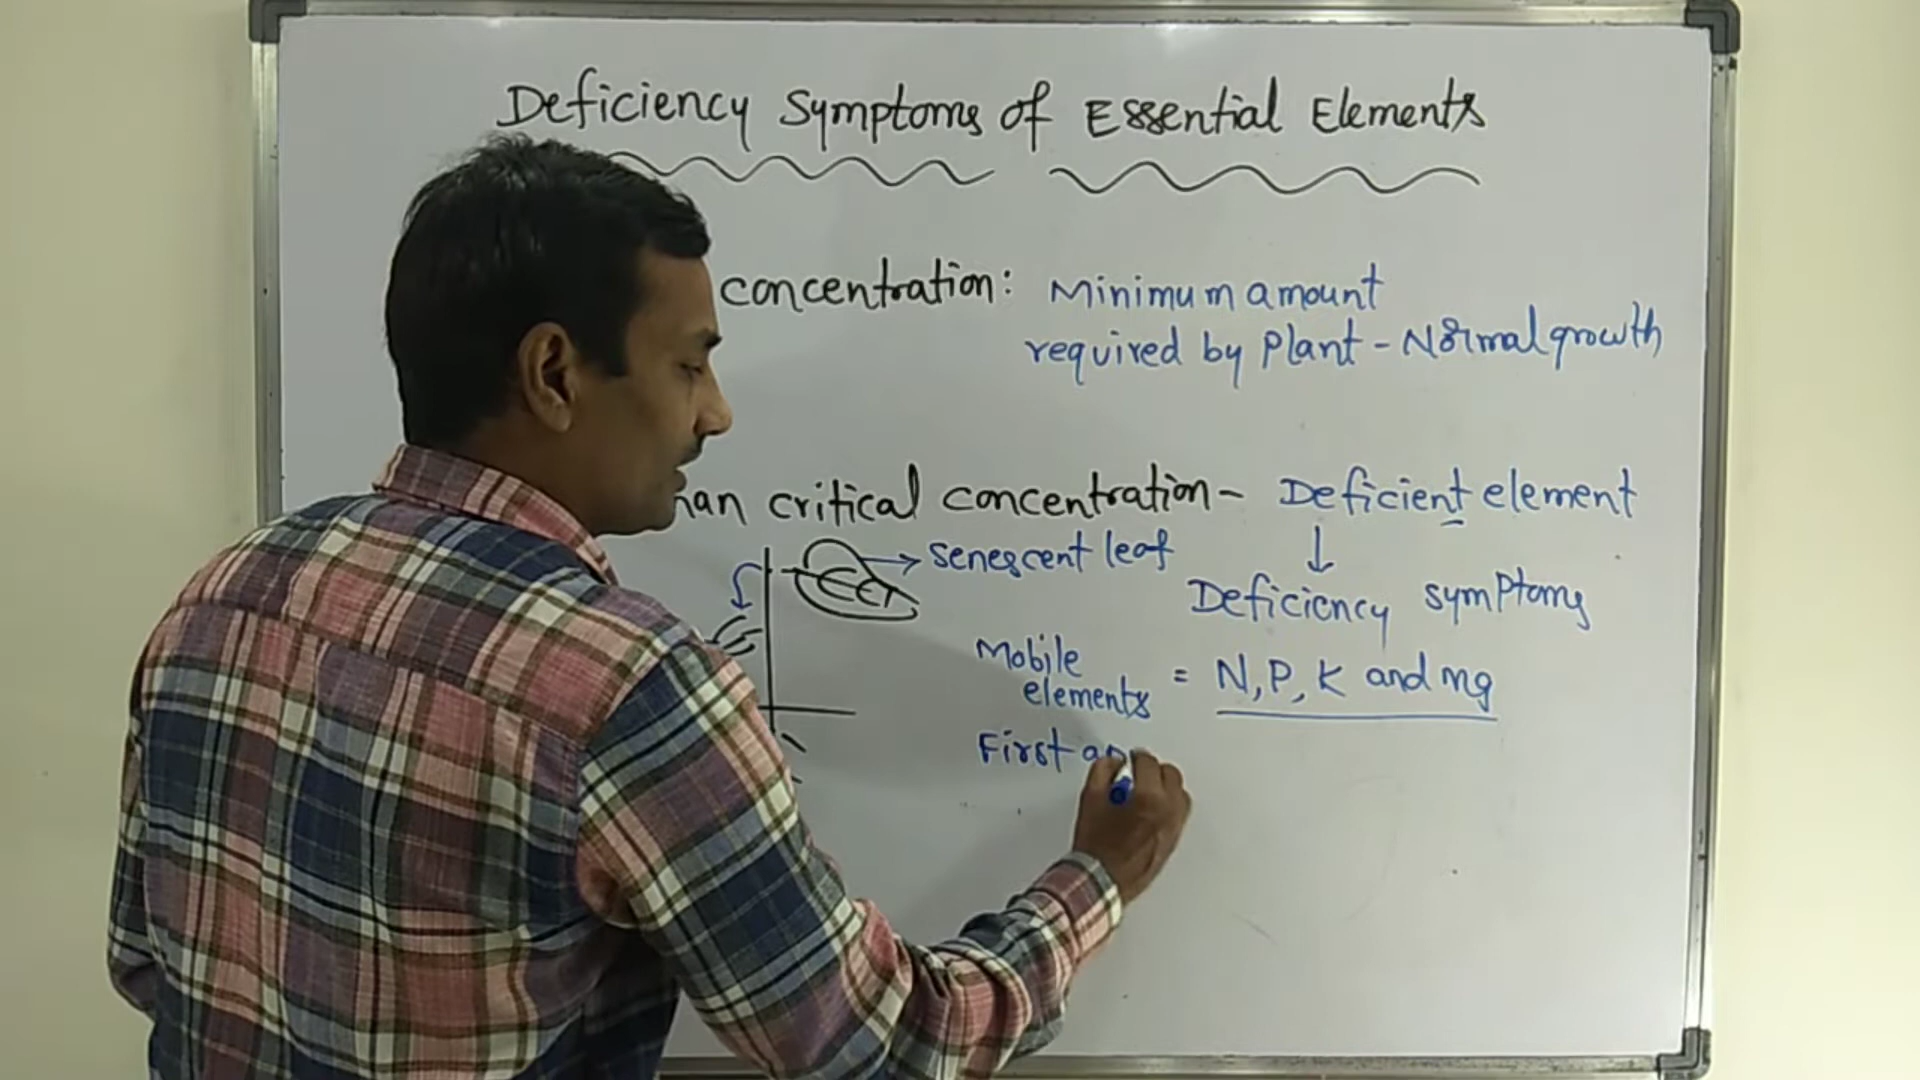 Deficiency Symptoms of Essential Elements
concentration: Minimum amount
required by Plant - Normal growth
critical concentration - Deficient element
senescent leaf
Deficiency symptoms
Mobile
elements = N, P, K and mg
First